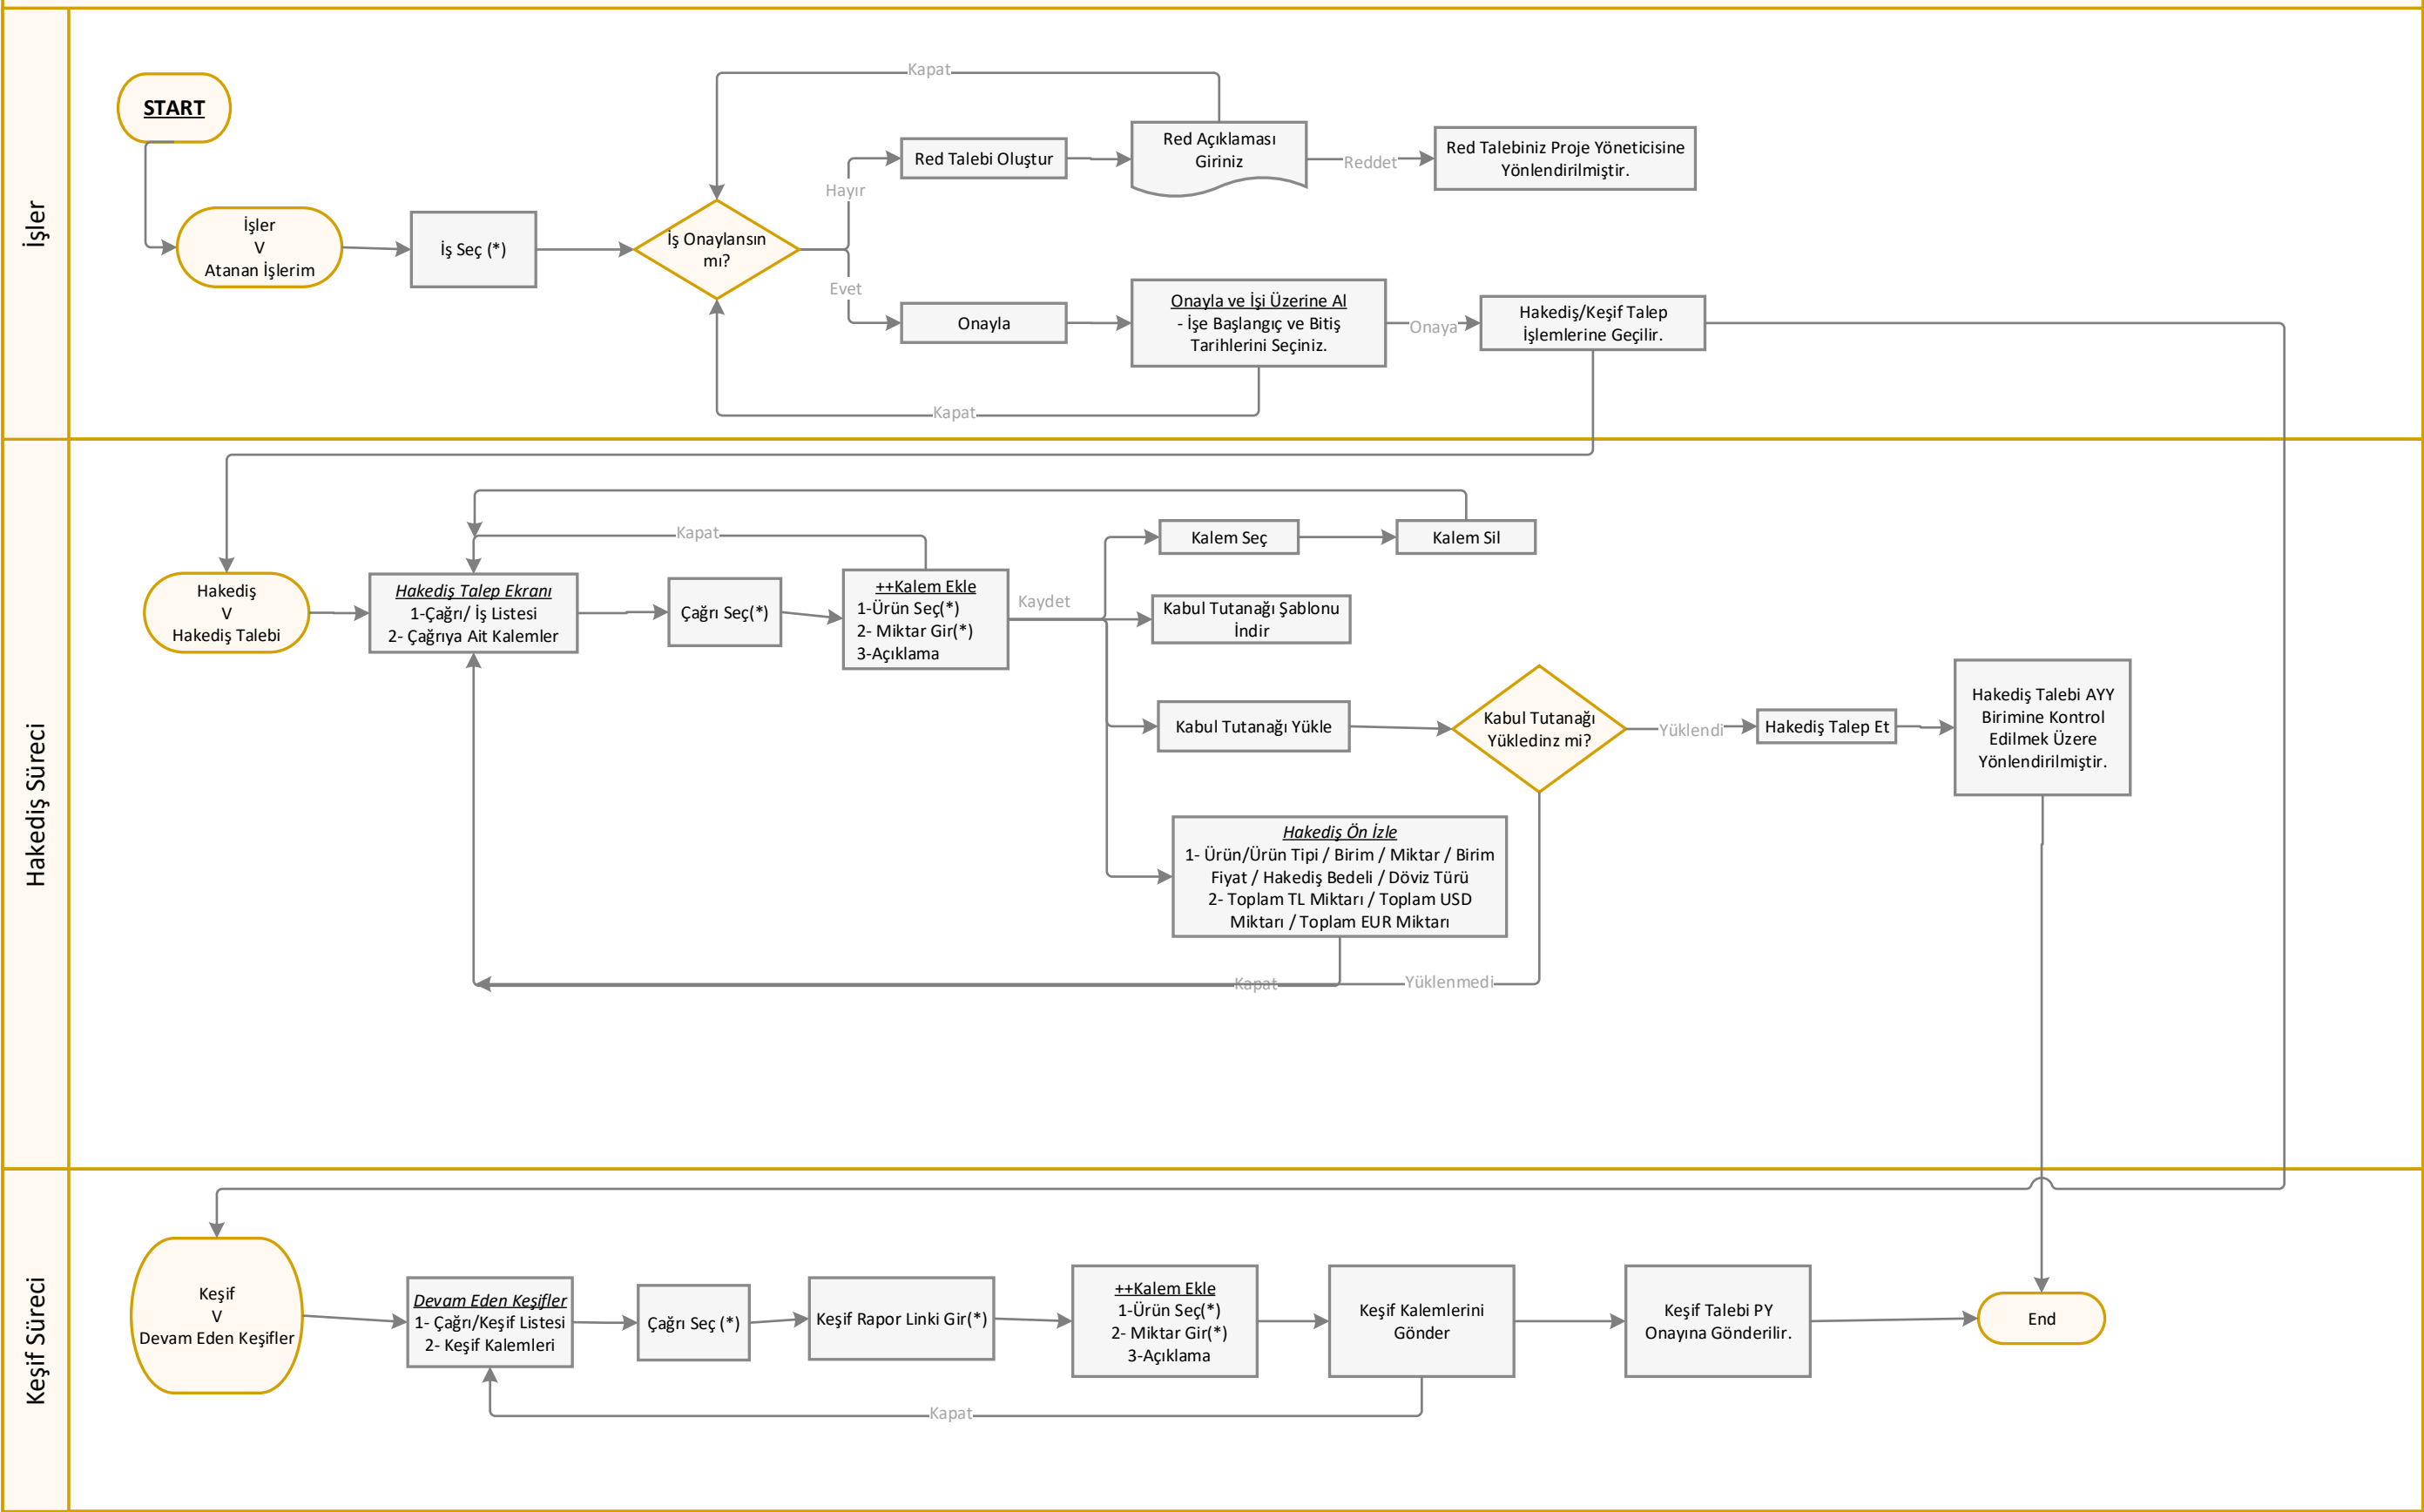 İşler
START
İşler
V
Atanan İşlerim
İş Seç (*)
İş Onaylansın
mı?
Kapat
Hayır
Red Talebi Oluştur
Red Açıklaması
Giriniz
Reddet
Red Talebiniz Proje Yöneticisine
Yönlendirilmiştir.
Evet
Onayla
Onayla ve İşi Üzerine Al
- İşe Başlangıç ve Bitiş
Tarihlerini Seçiniz.
Onaya
Hakediş/Keşif Talep
İşlemlerine Geçilir.
Kapat
Hakediş Süreci
Hakediş
V
Hakediş Talebi
Hakediş Talep Ekranı
1-Çağrı/ İş Listesi
2- Çağrıya Ait Kalemler
Kapat
Çağrı Seç(*)
++Kalem Ekle
1-Ürün Seç(*)
2- Miktar Gir(*)
3-Açıklama
Kaydet
Kalem Seç
Kalem Sil
Kabul Tutanağı Şablonu
İndir
Kabul Tutanağı Yükle
Kabul Tutanağı
Yükledinz mi?
Yüklendi
Hakediş Talep Et
Hakediş Talebi AYY
Birimine Kontrol
Edilmek Üzere
Yönlendirilmiştir.
Hakediş Ön İzle
1- Ürün/Ürün Tipi / Birim / Miktar / Birim
Fiyat / Hakediş Bedeli / Döviz Türü
2- Toplam TL Miktarı / Toplam USD
Miktarı / Toplam EUR Miktarı
Kapat
Yüklenmedi
Keşif Süreci
Keşif
V
Devam Eden Keşifler
Devam Eden Keşifler
1- Çağrı/Keşif Listesi
2- Keşif Kalemleri
Çağrı Seç (*)
Keşif Rapor Linki Gir(*)
++Kalem Ekle
1-Ürün Seç(*)
2- Miktar Gir(*)
3-Açıklama
Keşif Kalemlerini
Gönder
Keşif Talebi PY
Onayına Gönderilir.
End
Kapat